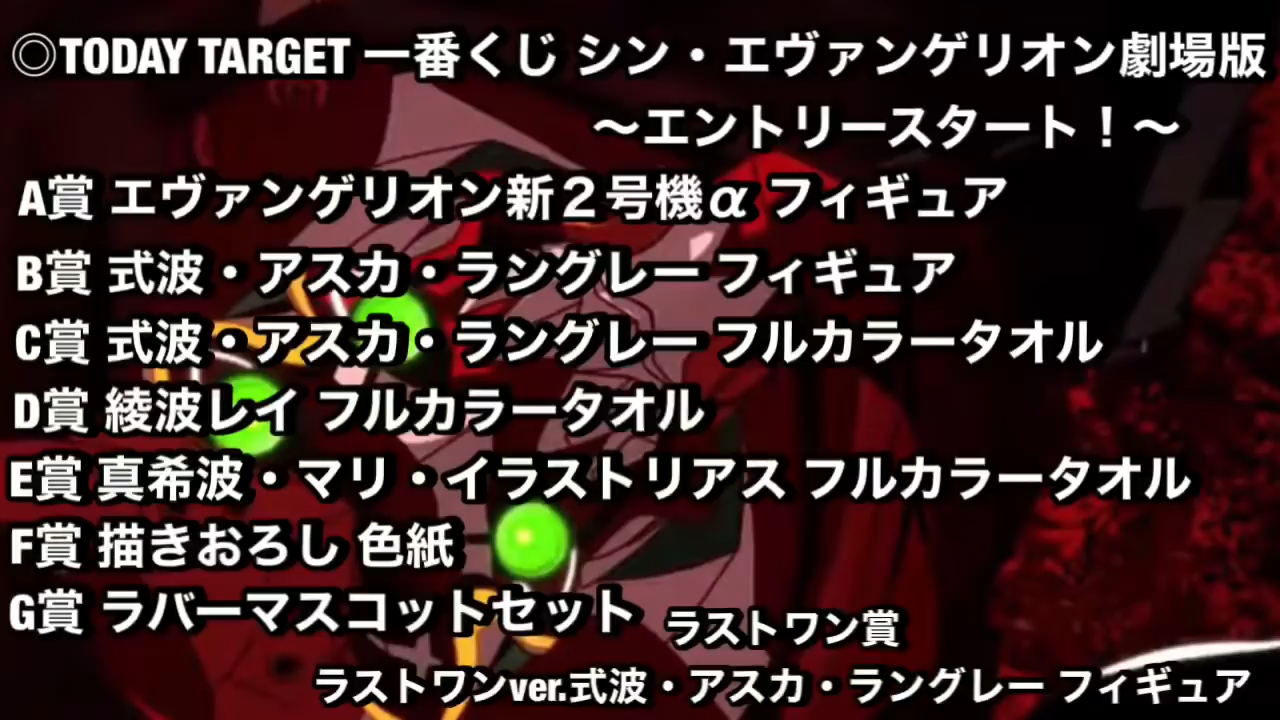 ◎TODAY TARGET 一番くじ シン・エヴァンゲリオン劇場版
〜エントリースタート！〜
A賞 エヴァンゲリオン新２号機α フィギュア
B賞 式波・アスカ・ラングレー フィギュア
C賞 式波・アスカ・ラングレー フルカラータオル
D賞 綾波レイ フルカラータオル
E賞 真希波・マリ・イラストリアス フルカラータオル
F賞 描きおろし 色紙
G賞 ラバーマスコットセット
ラストワン賞
ラストワンver.式波・アスカ・ラングレー フィギュア